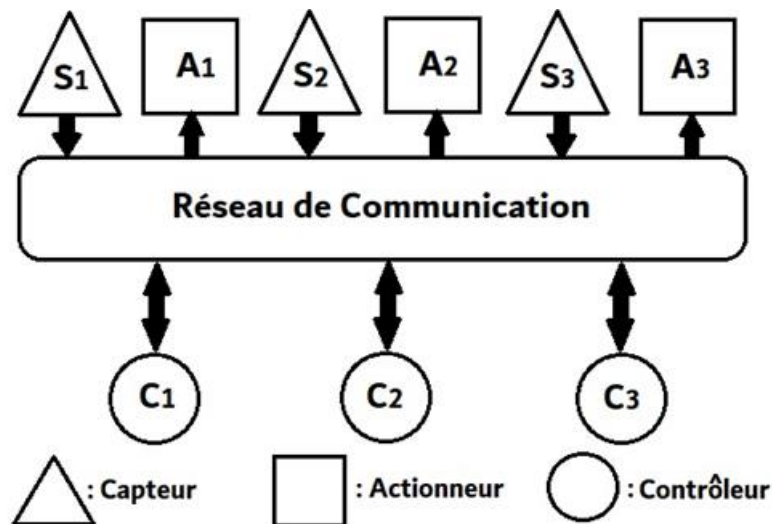 S1 A1 S2 A2 S3 A3
Réseau de Communication
C1 C2 C3
: Capteur : Actionneur : Contrôleur